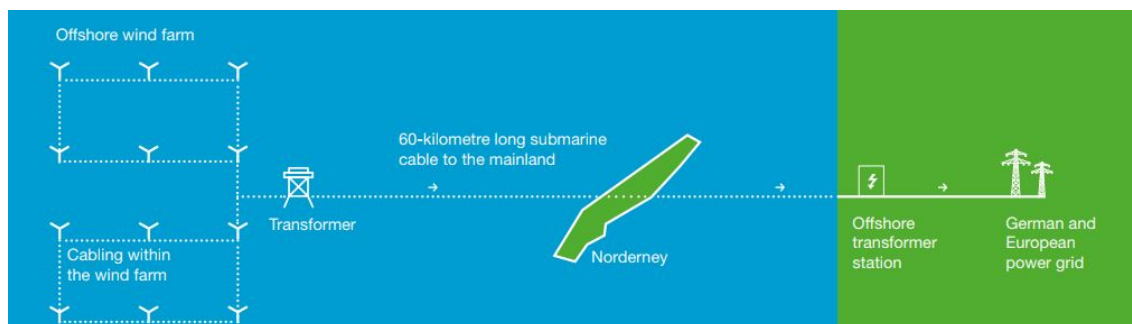 Offshore wind farm
60-kilometre long submarine
cable to the mainland
Transformer
Cabling within
the wind farm
Norderney
Offshore
transformer
station
German and
European
power grid